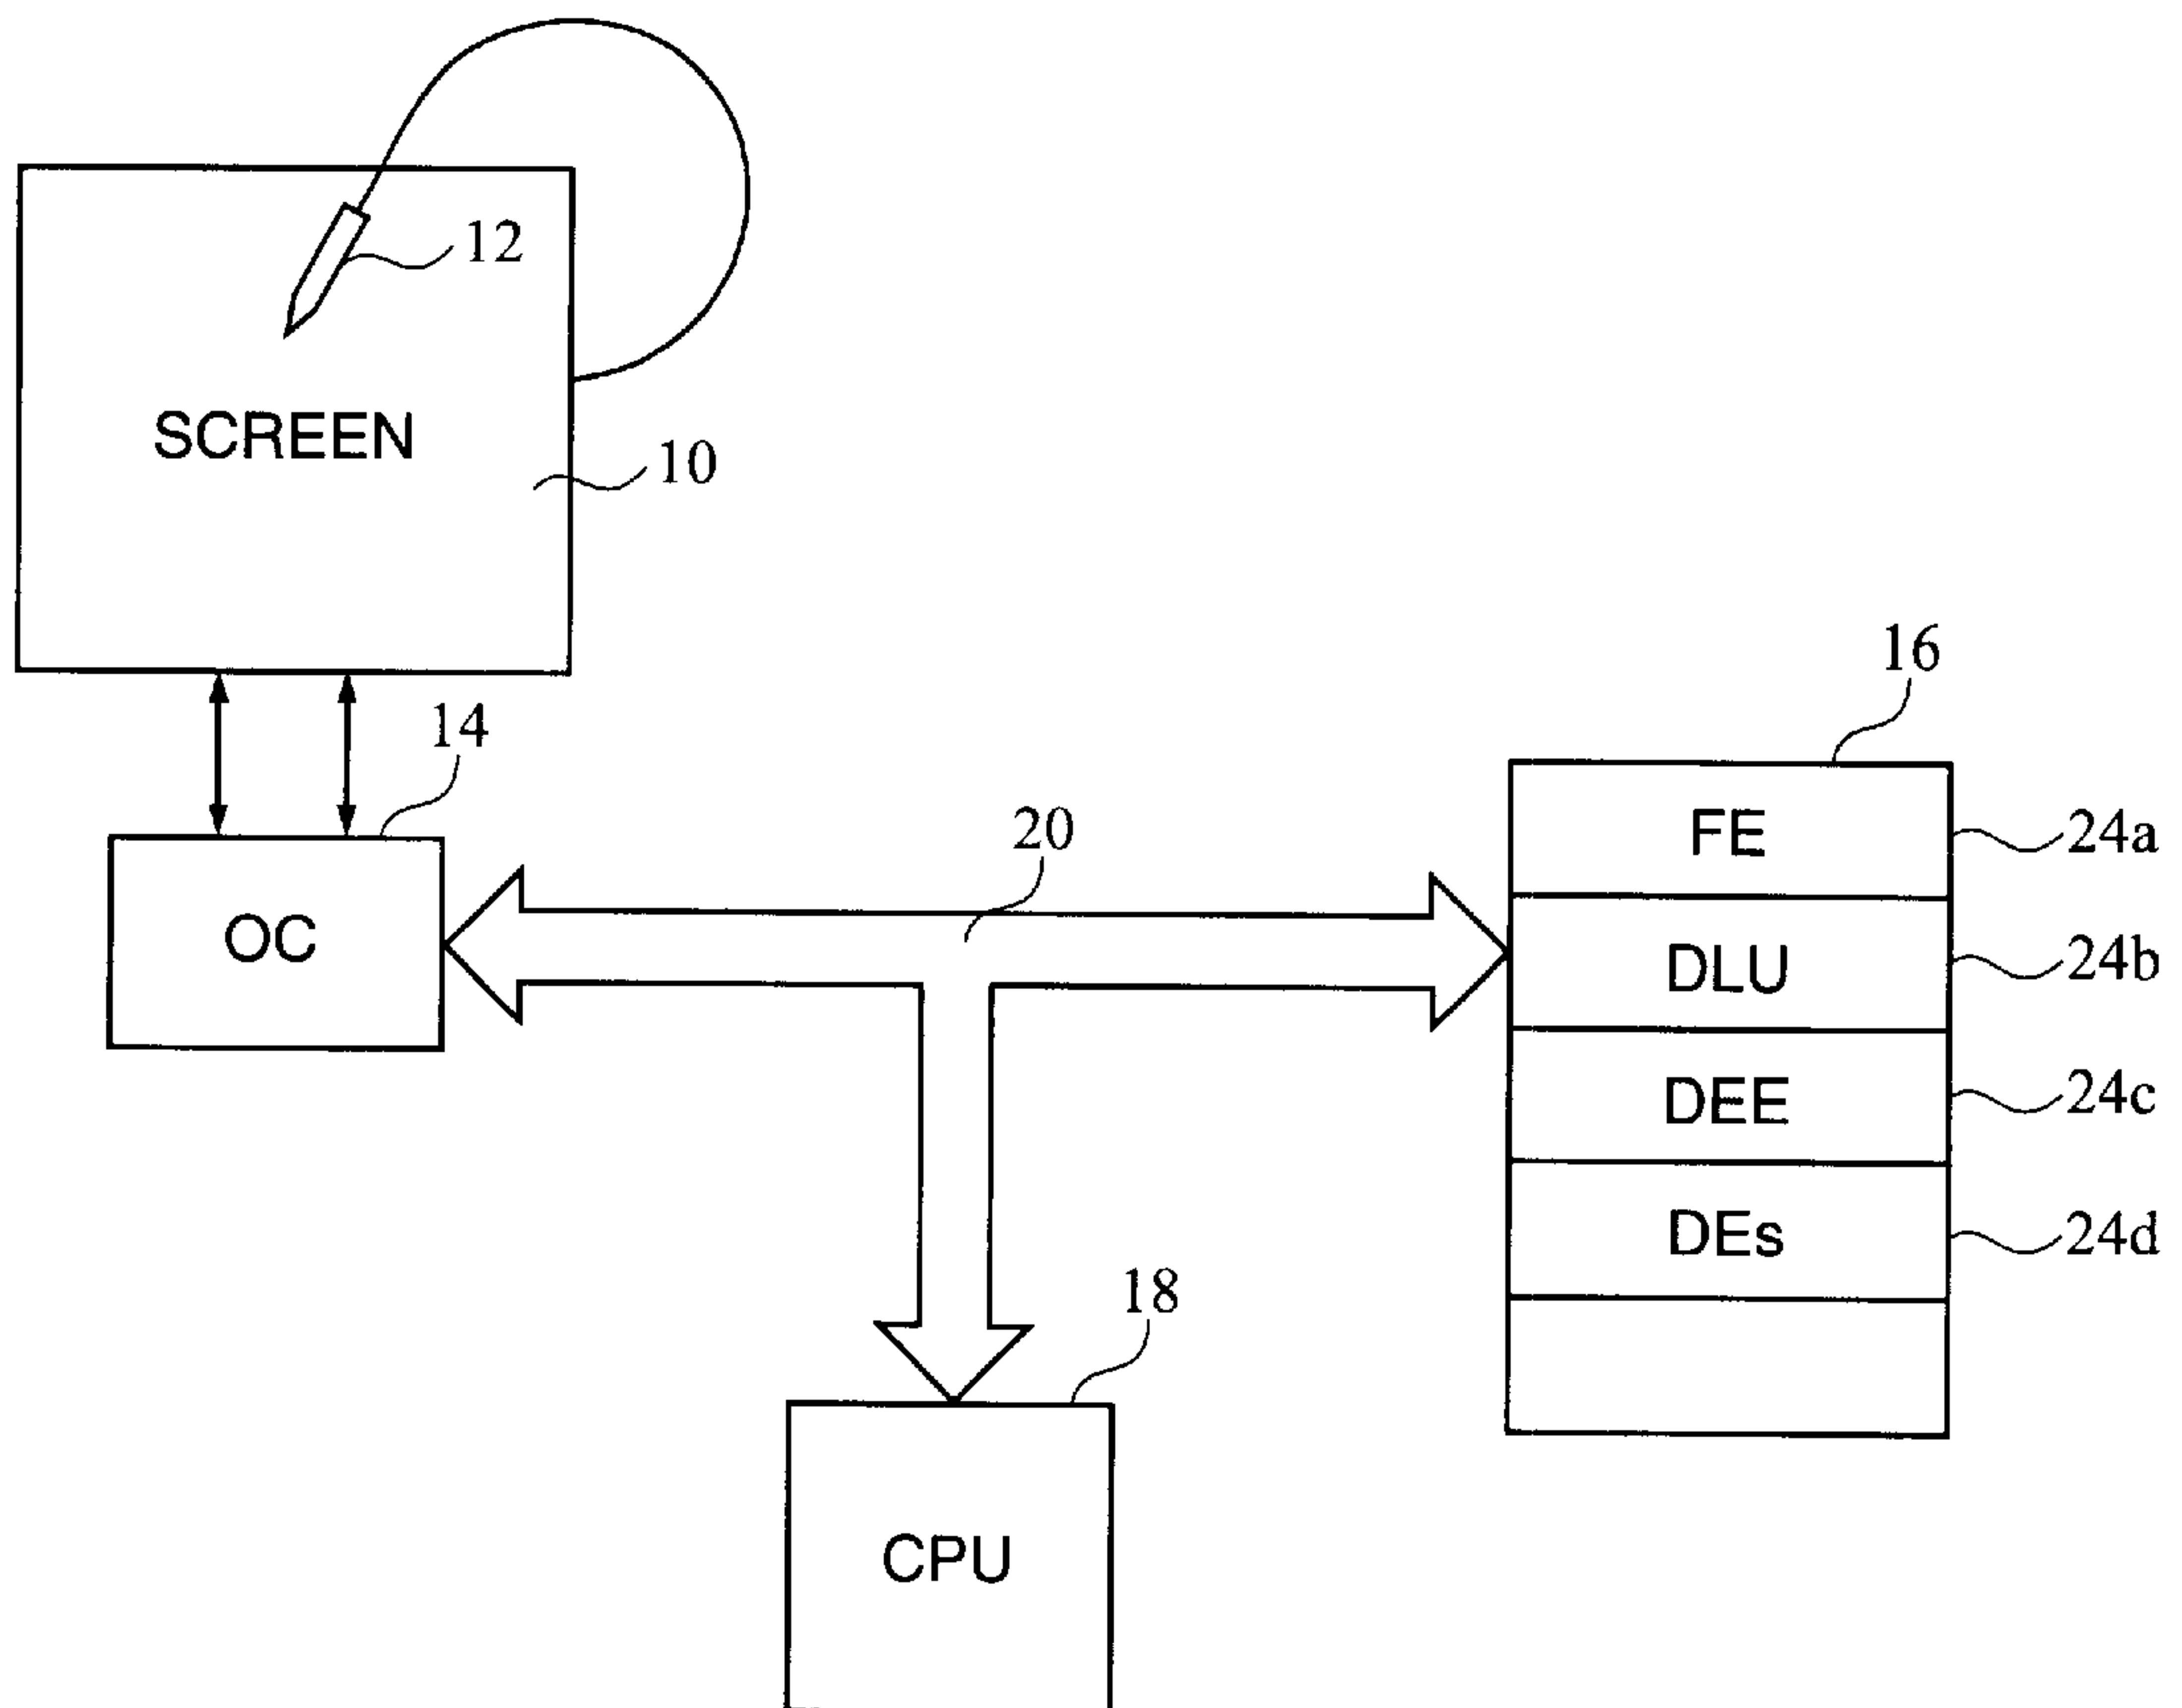 12
SCREEN
10
16
14
20
FE
24a
OC
DLU
24b
DEE
24c
DEs
24d
18
CPU